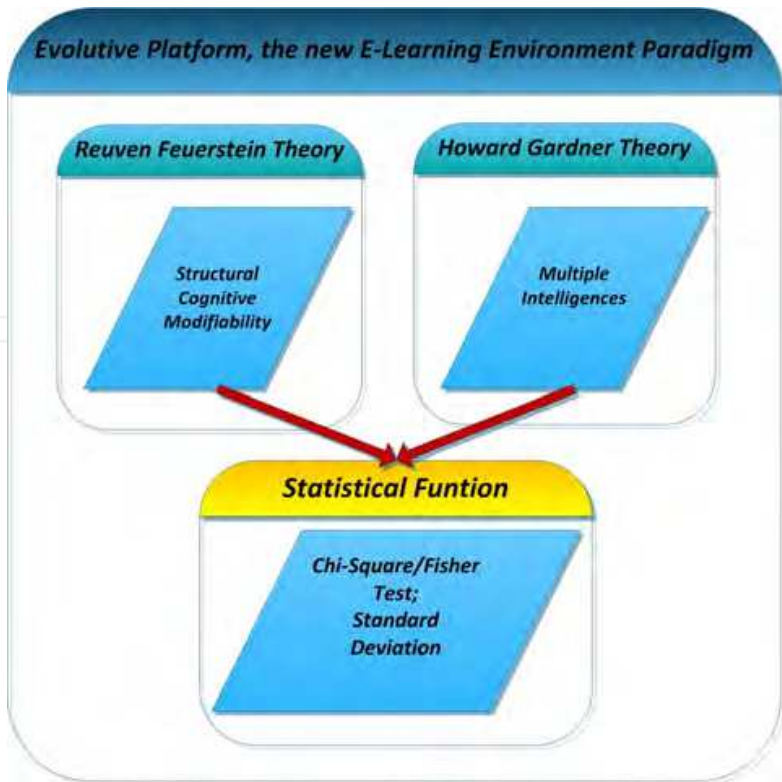 Evolutive Platform, the new E-Learning Environment Paradigm
Reuven Feuerstein Theory
Structural
Cognitive
Modifiability
Howard Gardner Theory
Multiple
Intelligences
Statistical Funtion
Chi-Square/Fisher
Test;
Standard
Deviation